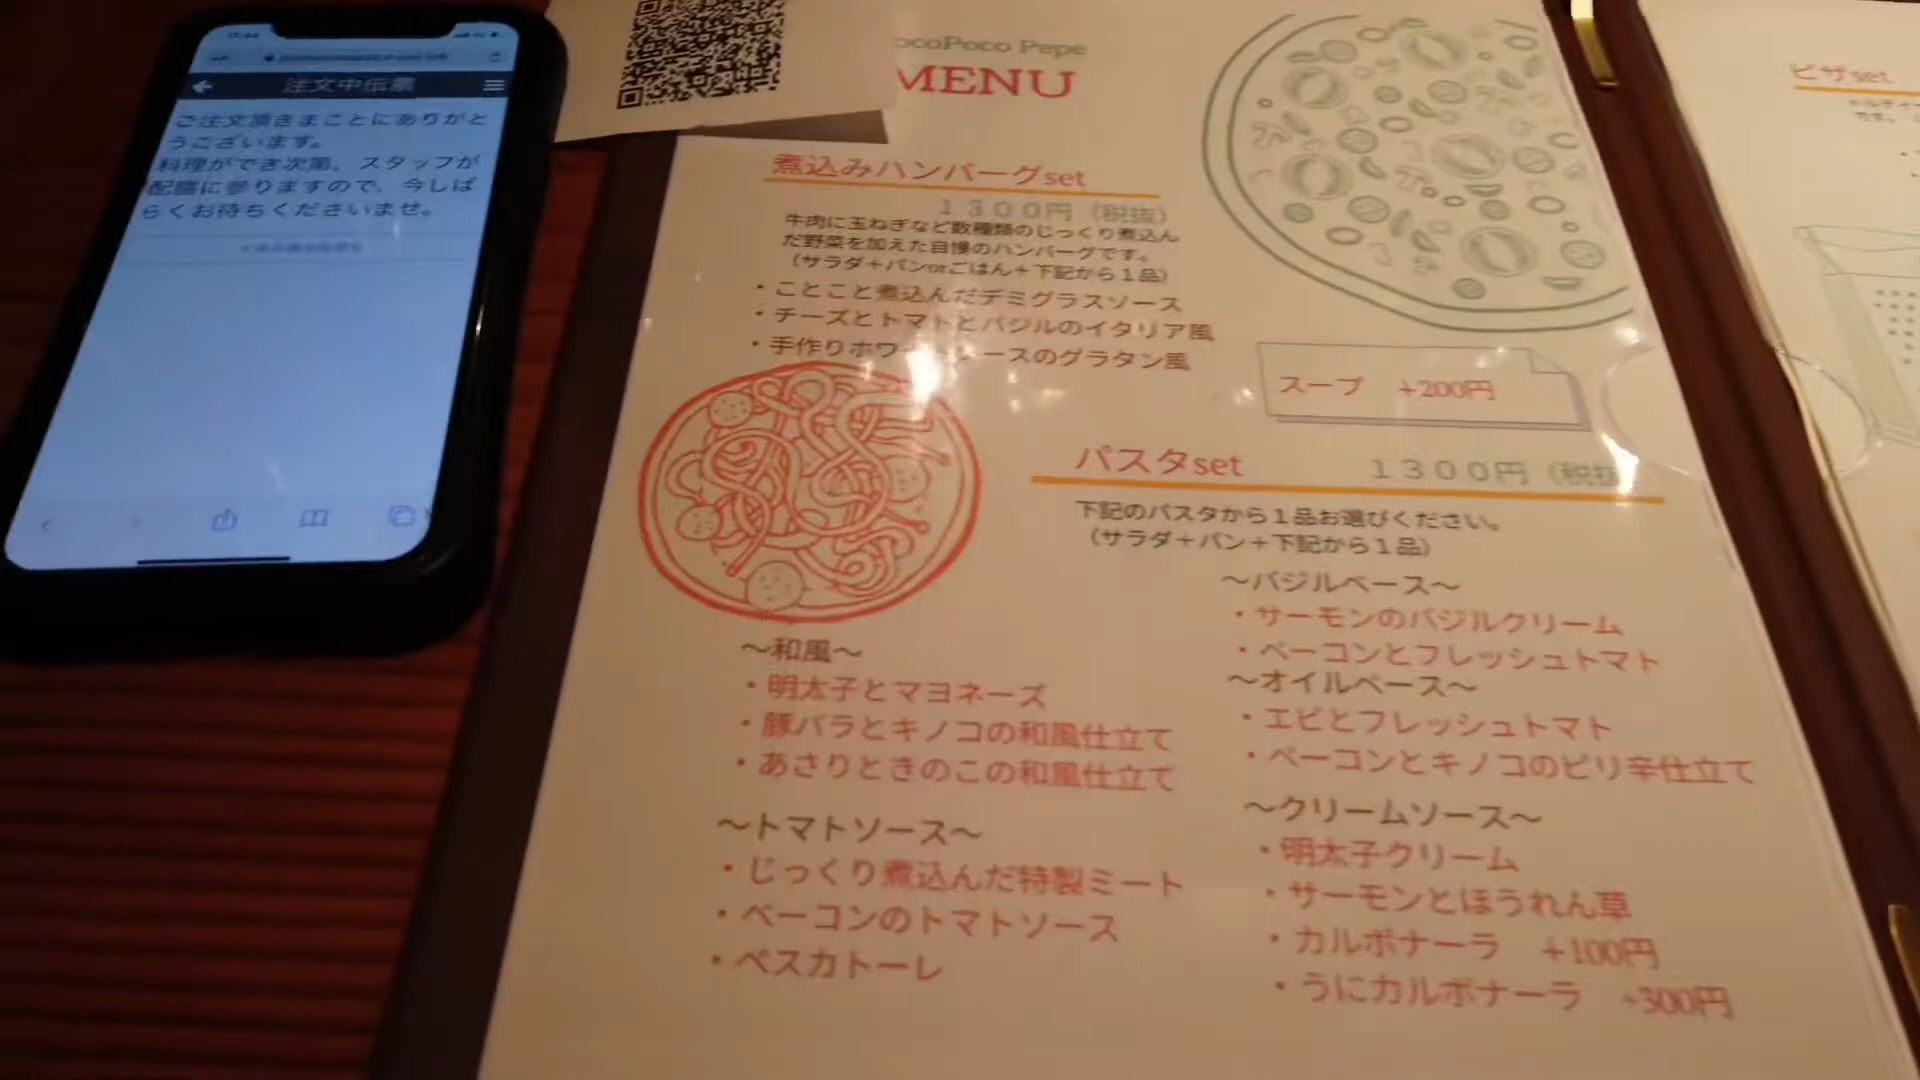 注文中伝票
ご注文頂きまことにありがと
うございます。
料理ができ次第、スタッフが
配膳に参りますので、今しば
らくお待ちくださいませ。
ocoPoco Pepe
MENU
煮込みハンバーグset
1300円（税抜）
牛肉に玉ねぎなど数種類のじっくり煮込ん
だ野菜を加えた自慢のハンバーグです。
（サラダ＋パンorごはん＋下記から1品）
・ことこと煮込んだデミグラスソース
・チーズとトマトとバジルのイタリア風
・手作りホワ ソースのグラタン風
スープ +200円
パスタset 1300円（税抜
下記のパスタから1品お選びください。
（サラダ＋パン＋下記から1品）
〜和風〜
・明太子とマヨネーズ
・豚バラとキノコの和風仕立て
・あさりときのこの和風仕立て
〜トマトソース〜
・じっくり煮込んだ特製ミート
・ベーコンのトマトソース
・ペスカトーレ
〜バジルベース〜
・サーモンのバジルクリーム
・ベーコンとフレッシュトマト
〜オイルベース〜
・エビとフレッシュトマト
・ベーコンとキノコのピリ辛仕立て
〜クリームソース〜
・明太子クリーム
・サーモンとほうれん草
・カルボナーラ +100円
・うにカルボナーラ +300円
ピザset